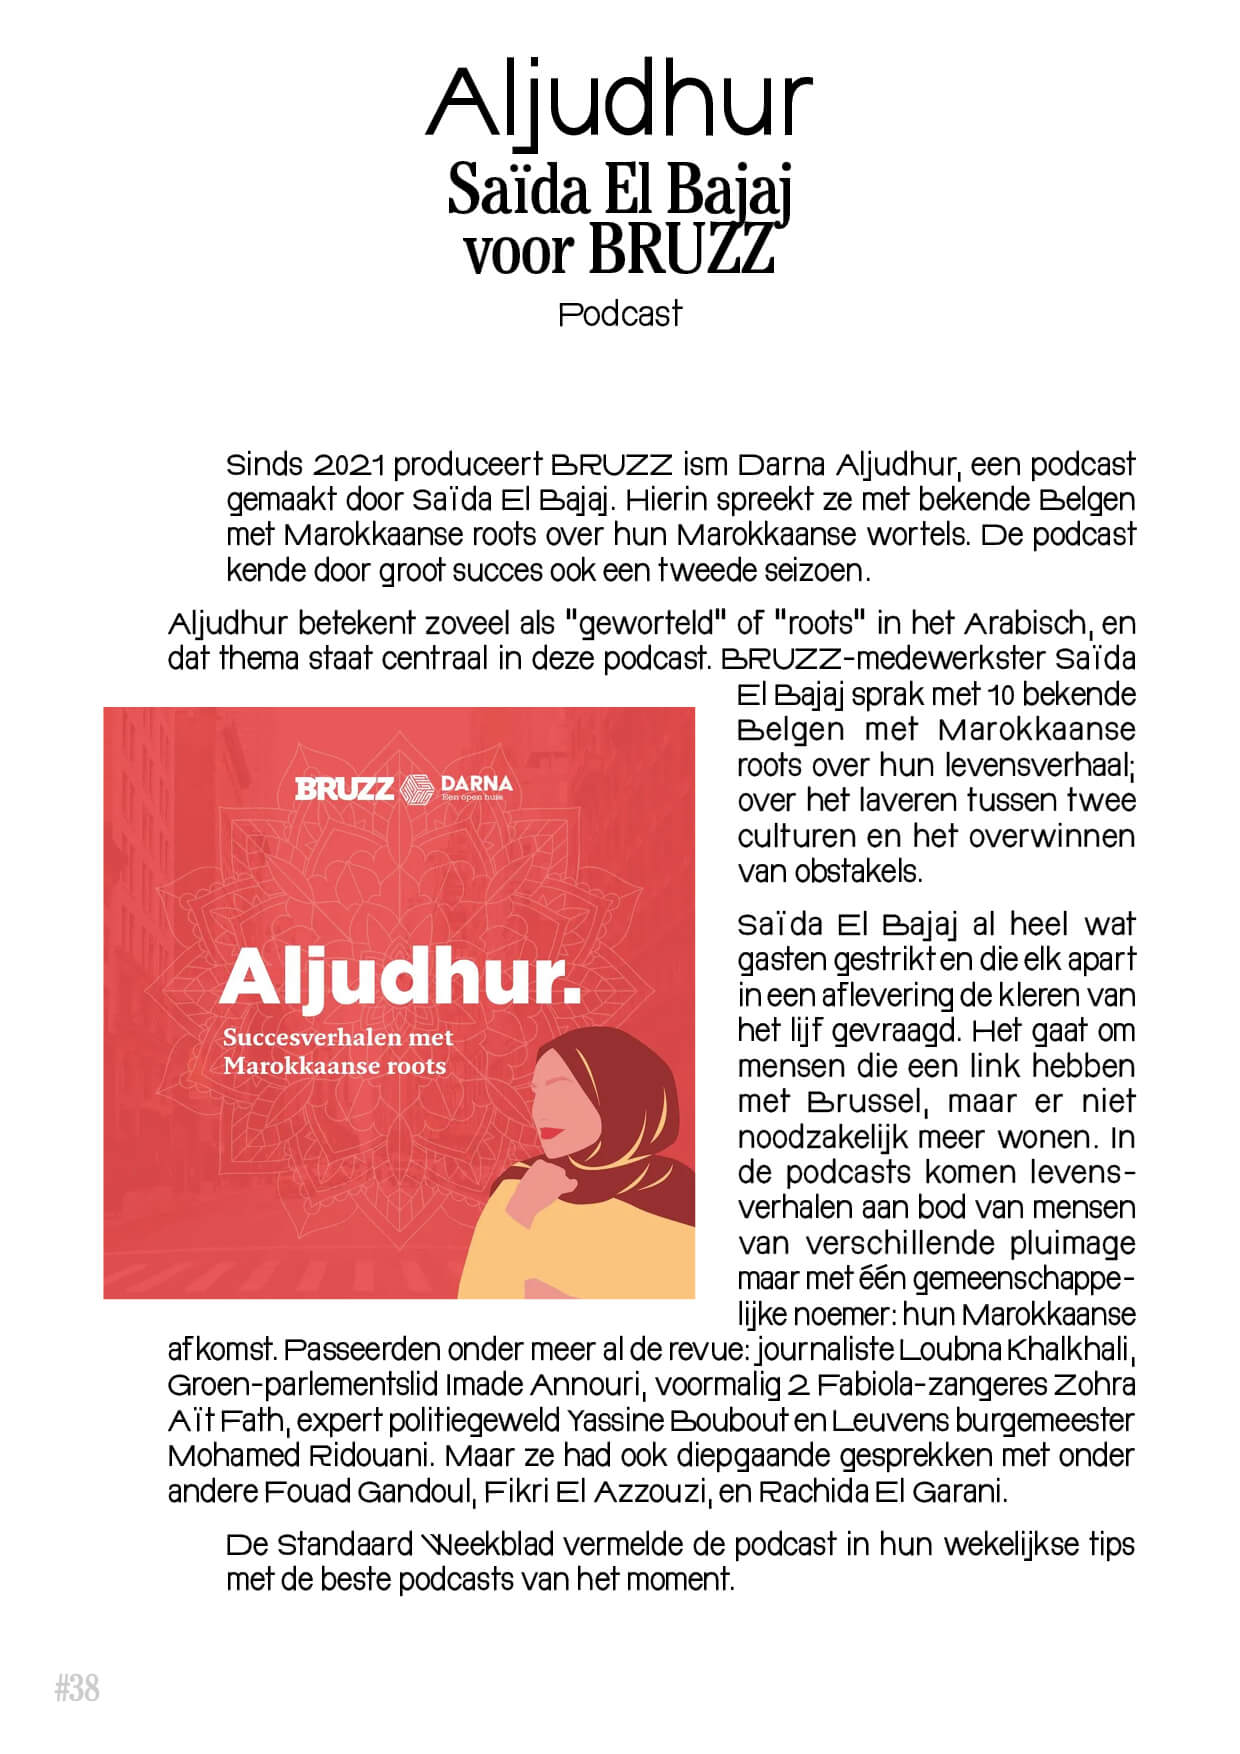 Aljudhur
Saïda El Bajaj
voor BRUZZ
Podcast
Sinds 2021 produceert BRUZZ ism Darna Aljudhur, een podcast
gemaakt door Saïda El Bajaj. Hierin spreekt ze met bekende Belgen
met Marokkaanse roots over hun Marokkaanse wortels. De podcast
kende door groot succes ook een tweede seizoen.
Aljudhur betekent zoveel als "geworteld" of "roots" in het Arabisch, en
dat thema staat centraal in deze podcast. BRUZZ-medewerkster Saïda
El Bajaj sprak met 10 bekende
Belgen met Marokkaanse
roots over hun levensverhaal;
over het laveren tussen twee
culturen en het overwinnen
van obstakels.
BRUZZ DARNA
Een open huis
Aljudhur.
Succesverhalen met
Marokkaanse roots
Saïda El Bajaj al heel wat
gasten gestrikt en die elk apart
in een aflevering de kleren van
het lijf gevraagd. Het gaat om
mensen die een link hebben
met Brussel, maar er niet
noodzakelijk meer wonen. In
de podcasts komen levens-
verhalen aan bod van mensen
van verschillende pluimage
maar met één gemeenschappe-
lijke noemer: hun Marokkaanse
afkomst. Passeerden onder meer al de revue: journaliste Loubna Khalkhali,
Groen-parlementslid Imade Annouri, voormalig 2 Fabiola-zangeres Zohra
Aït Fath, expert politiegeweld Yassine Boubout en Leuvens burgemeester
Mohamed Ridouani. Maar ze had ook diepgaande gesprekken met onder
andere Fouad Gandoul, Fikri El Azzouzi, en Rachida El Garani.
De Standaard Weekblad vermelde de podcast in hun wekelijkse tips
met de beste podcasts van het moment.
#38